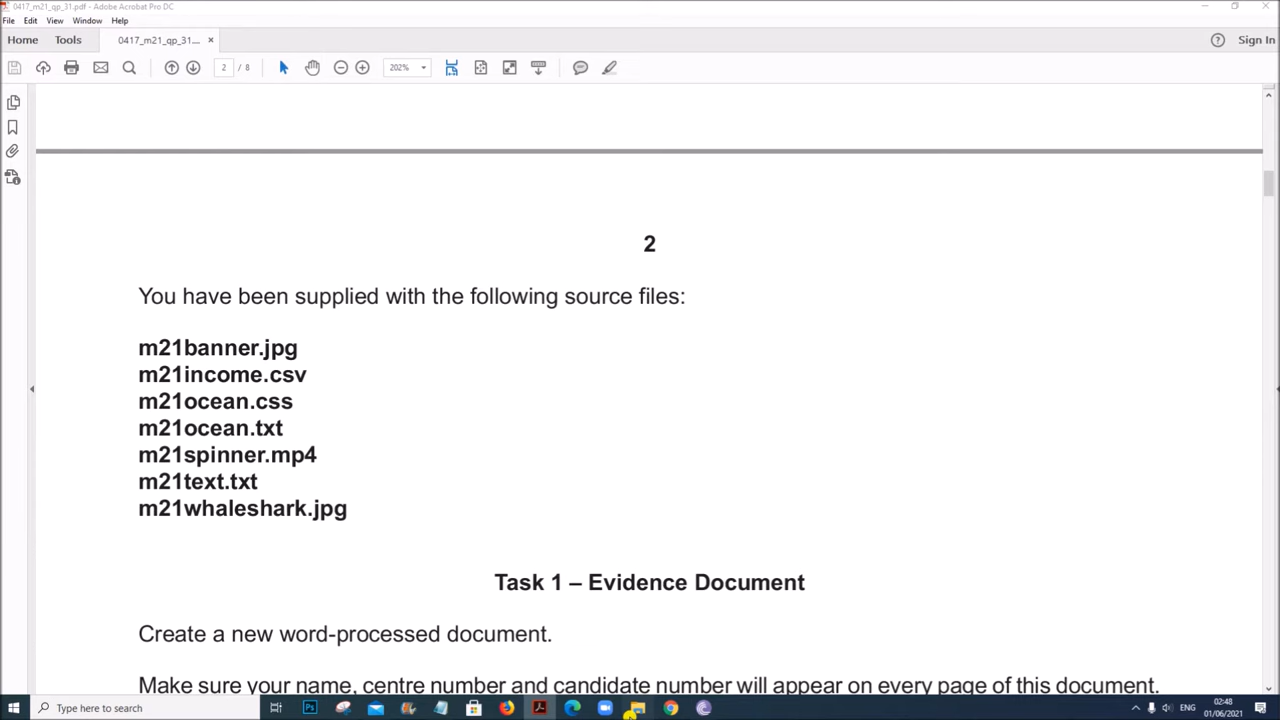 0417_m21_qp_31.pdf - Adobe Acrobat Pro DC
File Edit View Window Help
Home Tools 0417_m21_qp_31.... × Sign In
2 / 8 202%
2
You have been supplied with the following source files:
m21banner.jpg
m21income.csv
m21ocean.css
m21ocean.txt
m21spinner.mp4
m21text.txt
m21whaleshark.jpg
Task 1 – Evidence Document
Create a new word-processed document.
Make sure your name, centre number and candidate number will appear on every page of this document.
Type here to search
ENG
02:48
01/06/2021